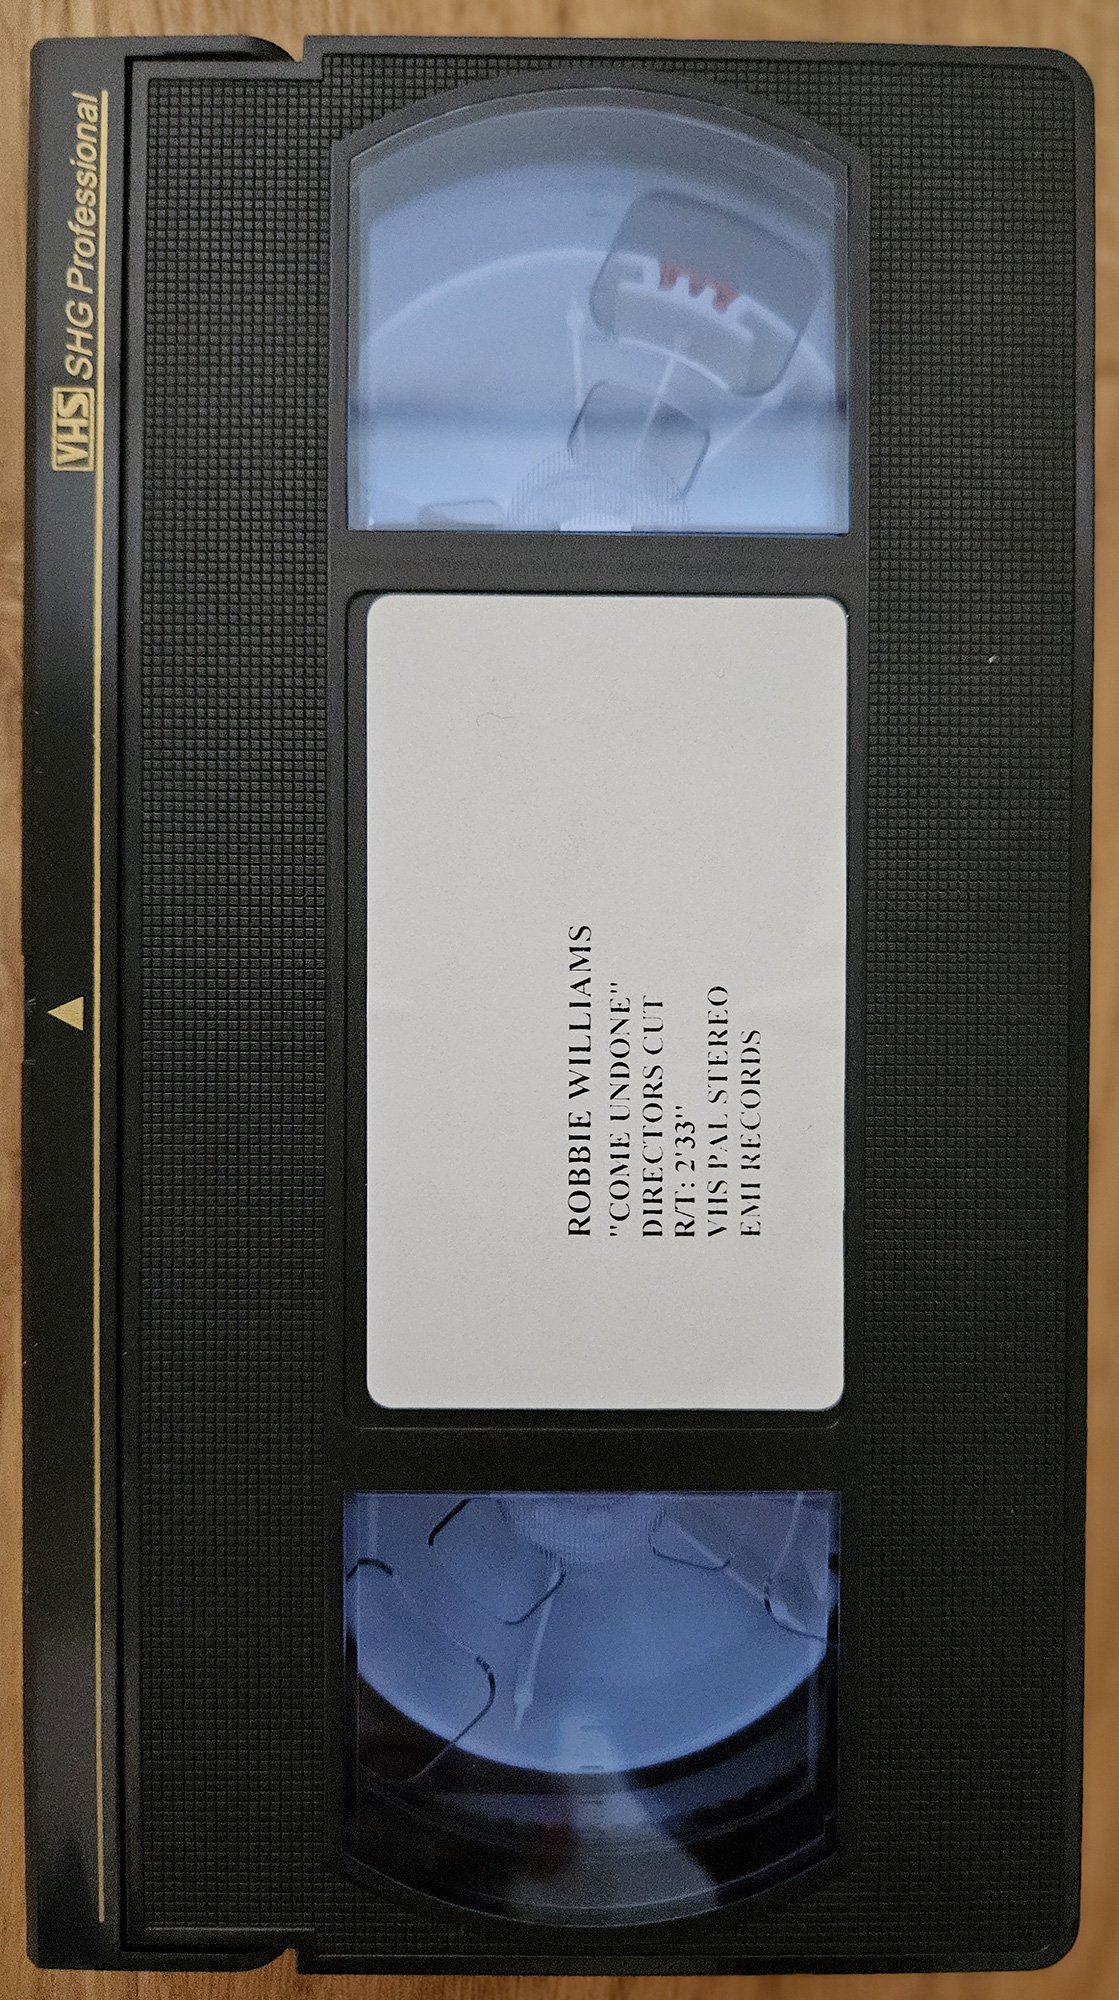 VHS SHG Professional
ROBBIE WILLIAMS
"COME UNDONE"
DIRECTORS CUT
R/T: 2'33"
VHS PAL STEREO
EMI RECORDS